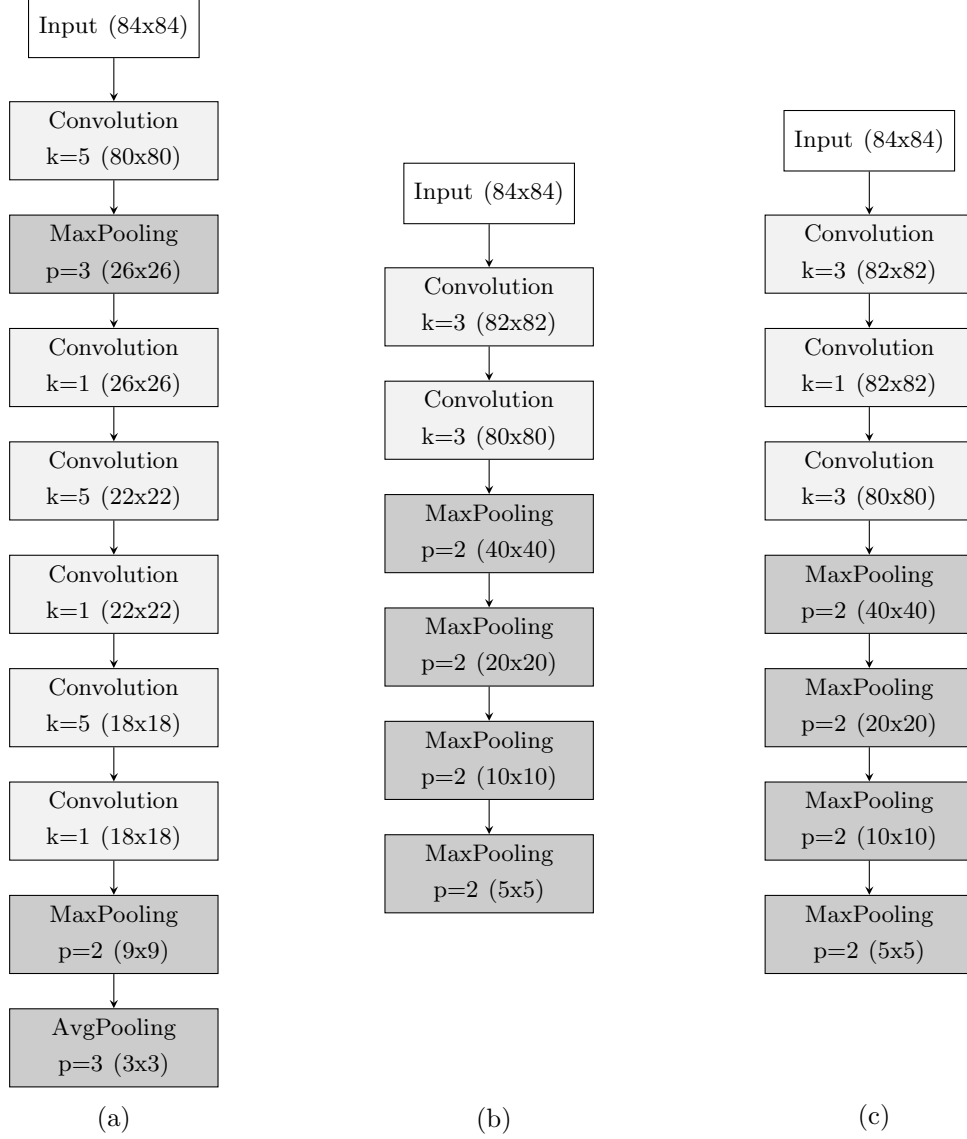 Input (84x84)
Convolution
k=5 (80x80)
MaxPooling
p=3 (26x26)
Convolution
k=1 (26x26)
Convolution
k=5 (22x22)
Convolution
k=1 (22x22)
Convolution
k=5 (18x18)
Convolution
k=1 (18x18)
MaxPooling
p=2 (9x9)
AvgPooling
p=3 (3x3)
(a)
Input (84x84)
Convolution
k=3 (82x82)
Convolution
k=3 (80x80)
MaxPooling
p=2 (40x40)
MaxPooling
p=2 (20x20)
MaxPooling
p=2 (10x10)
MaxPooling
p=2 (5x5)
(b)
Input (84x84)
Convolution
k=3 (82x82)
Convolution
k=1 (82x82)
Convolution
k=3 (80x80)
MaxPooling
p=2 (40x40)
MaxPooling
p=2 (20x20)
MaxPooling
p=2 (10x10)
MaxPooling
p=2 (5x5)
(c)